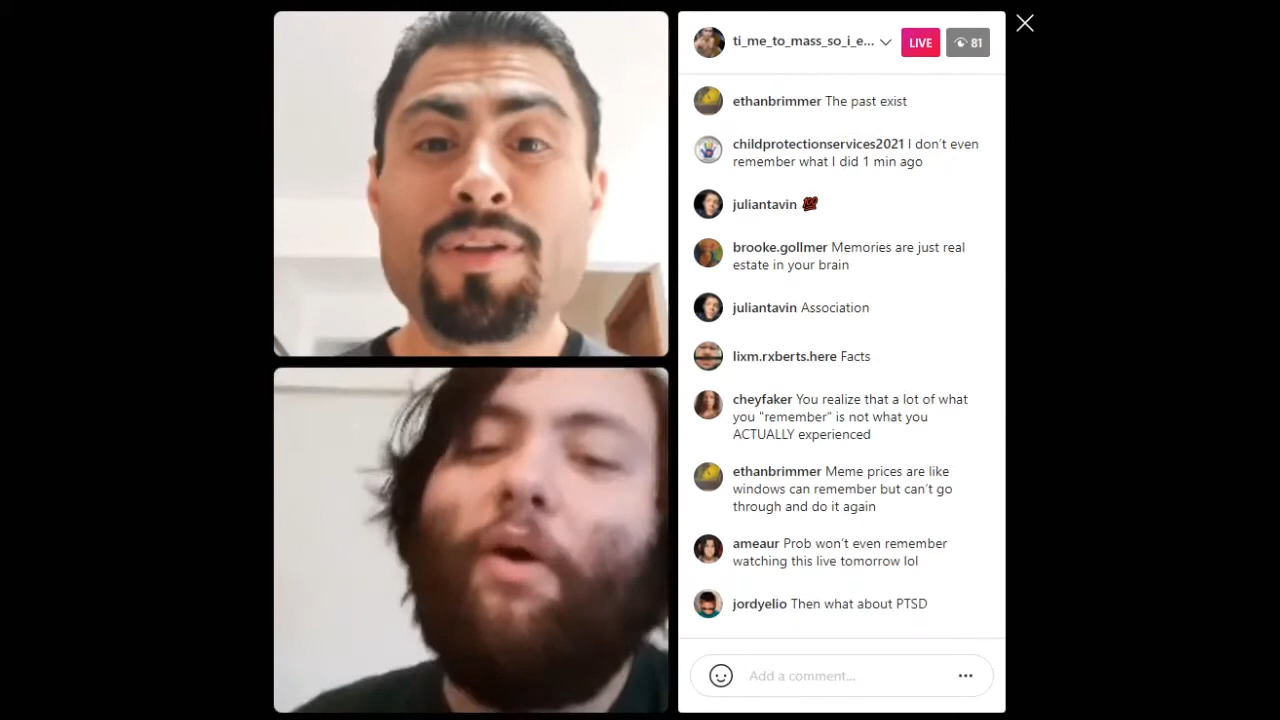 ti_me_to_mass_so_i_e...
LIVE
81
ethanbrimmer The past exist
childprotectionservices2021 I don't even
remember what I did 1 min ago
juliantavin 💯
brooke.gollmer Memories are just real
estate in your brain
juliantavin Association
lixm.rxberts.here Facts
cheyfaker You realize that a lot of what
you "remember" is not what you
ACTUALLY experienced
ethanbrimmer Meme prices are like
windows can remember but can't go
through and do it again
ameaur Prob won't even remember
watching this live tomorrow lol
jordyelio Then what about PTSD
Add a comment...